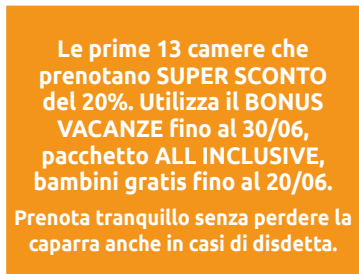 Le prime 13 camere che
prenotano SUPER SCONTO
del 20%. Utilizza il BONUS
VACANZE fino al 30/06,
pacchetto ALL INCLUSIVE,
bambini gratis fino al 20/06.
Prenota tranquillo senza perdere la
caparra anche in casi di disdetta.